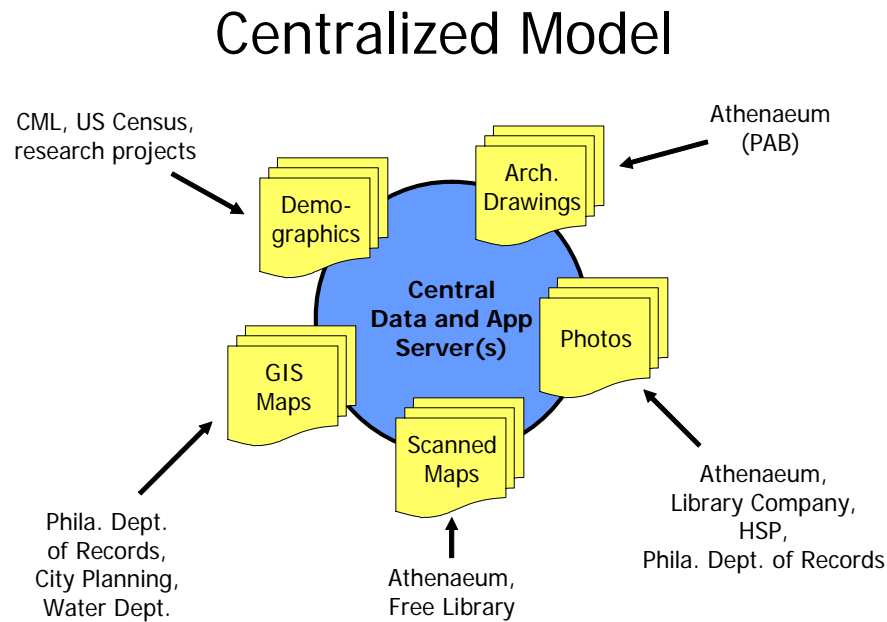 Centralized Model
CML, US Census,
research projects
Athenaeum
(PAB)
Demo-
graphics
Arch.
Drawings
Central
Data and App
Server(s)
Photos
GIS
Maps
Scanned
Maps
Phila. Dept.
of Records,
City Planning,
Water Dept.
Athenaeum,
Free Library
Athenaeum,
Library Company,
HSP,
Phila. Dept. of Records